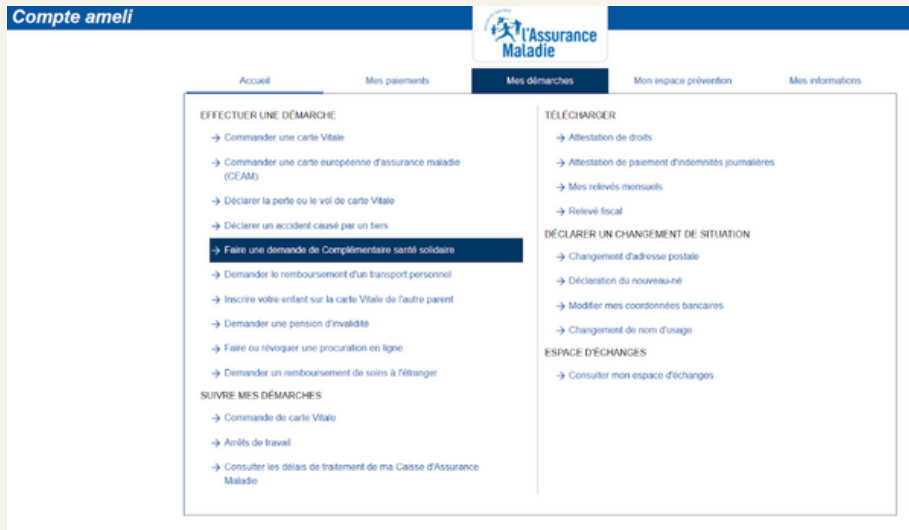 Compte ameli
l'Assurance
Maladie
Accueil
Mes paiements
Mes démarches
Mon espace prévention
Mes informations
EFFECTUER UNE DÉMARCHE
→ Commander une carte Vitale
→ Commander une carte européenne d'assurance maladie
(CEAM)
→ Déclarer la perte ou le vol de carte Vitale
→ Déclarer un accident causé par un tiers
→ Faire une demande de Complémentaire santé solidaire
→ Demander le remboursement d'un transport personnel
→ Inscrire votre enfant sur la carte Vitale de l'autre parent
→ Demander une pension d'invalidité
→ Faire ou révoquer une procuration en ligne
→ Demander un remboursement de soins à l'étranger
SUIVRE MES DÉMARCHES
→ Commande de carte Vitale
→ Arrêts de travail
→ Consulter les délais de traitement de ma Caisse d'Assurance
Maladie
TÉLÉCHARGER
→ Attestation de droits
→ Attestation de paiement d'indemnités journalières
→ Mes relevés mensuels
→ Relevé fiscal
DÉCLARER UN CHANGEMENT DE SITUATION
→ Changement d'adresse postale
→ Déclaration du nouveau-né
→ Modifier mes coordonnées bancaires
→ Changement de nom d'usage
ESPACE D'ÉCHANGES
→ Consulter mon espace d'échanges